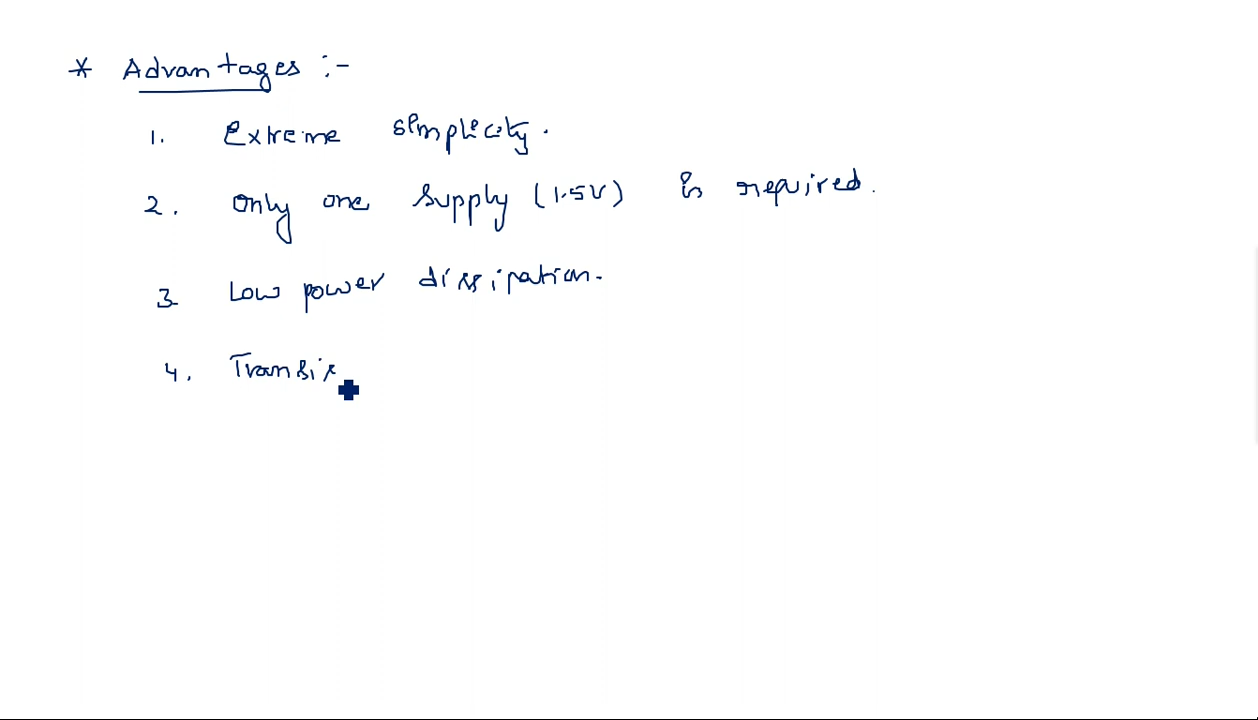 * Advantages :-
1. Extreme simplicity.
2. Only one supply (1.5V) is required.
3 Low power dissipation.
4. Transis